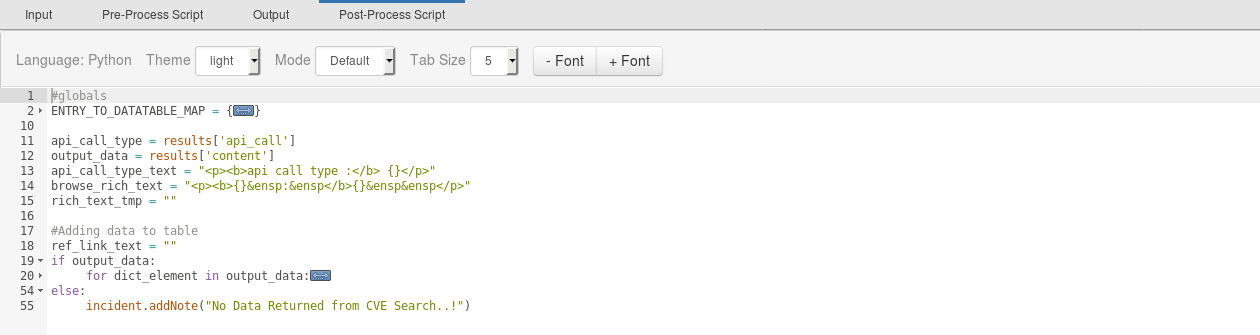 Input Pre-Process Script Output Post-Process Script
Language: Python Theme light Mode Default Tab Size 5 - Font + Font
1 #globals
2 ENTRY_TO_DATATABLE_MAP = {}
10
11 api_call_type = results['api_call']
12 output_data = results['content']
13 api_call_type_text = "<p><b>api call type :</b> {}</p>"
14 browse_rich_text = "<p><b>{}&ensp:&ensp</b>{}&ensp&ensp</p>"
15 rich_text_tmp = ""
16
17 #Adding data to table
18 ref_link_text = ""
19 if output_data:
20 for dict_element in output_data:
54 else:
55 incident.addNote("No Data Returned from CVE Search..!")